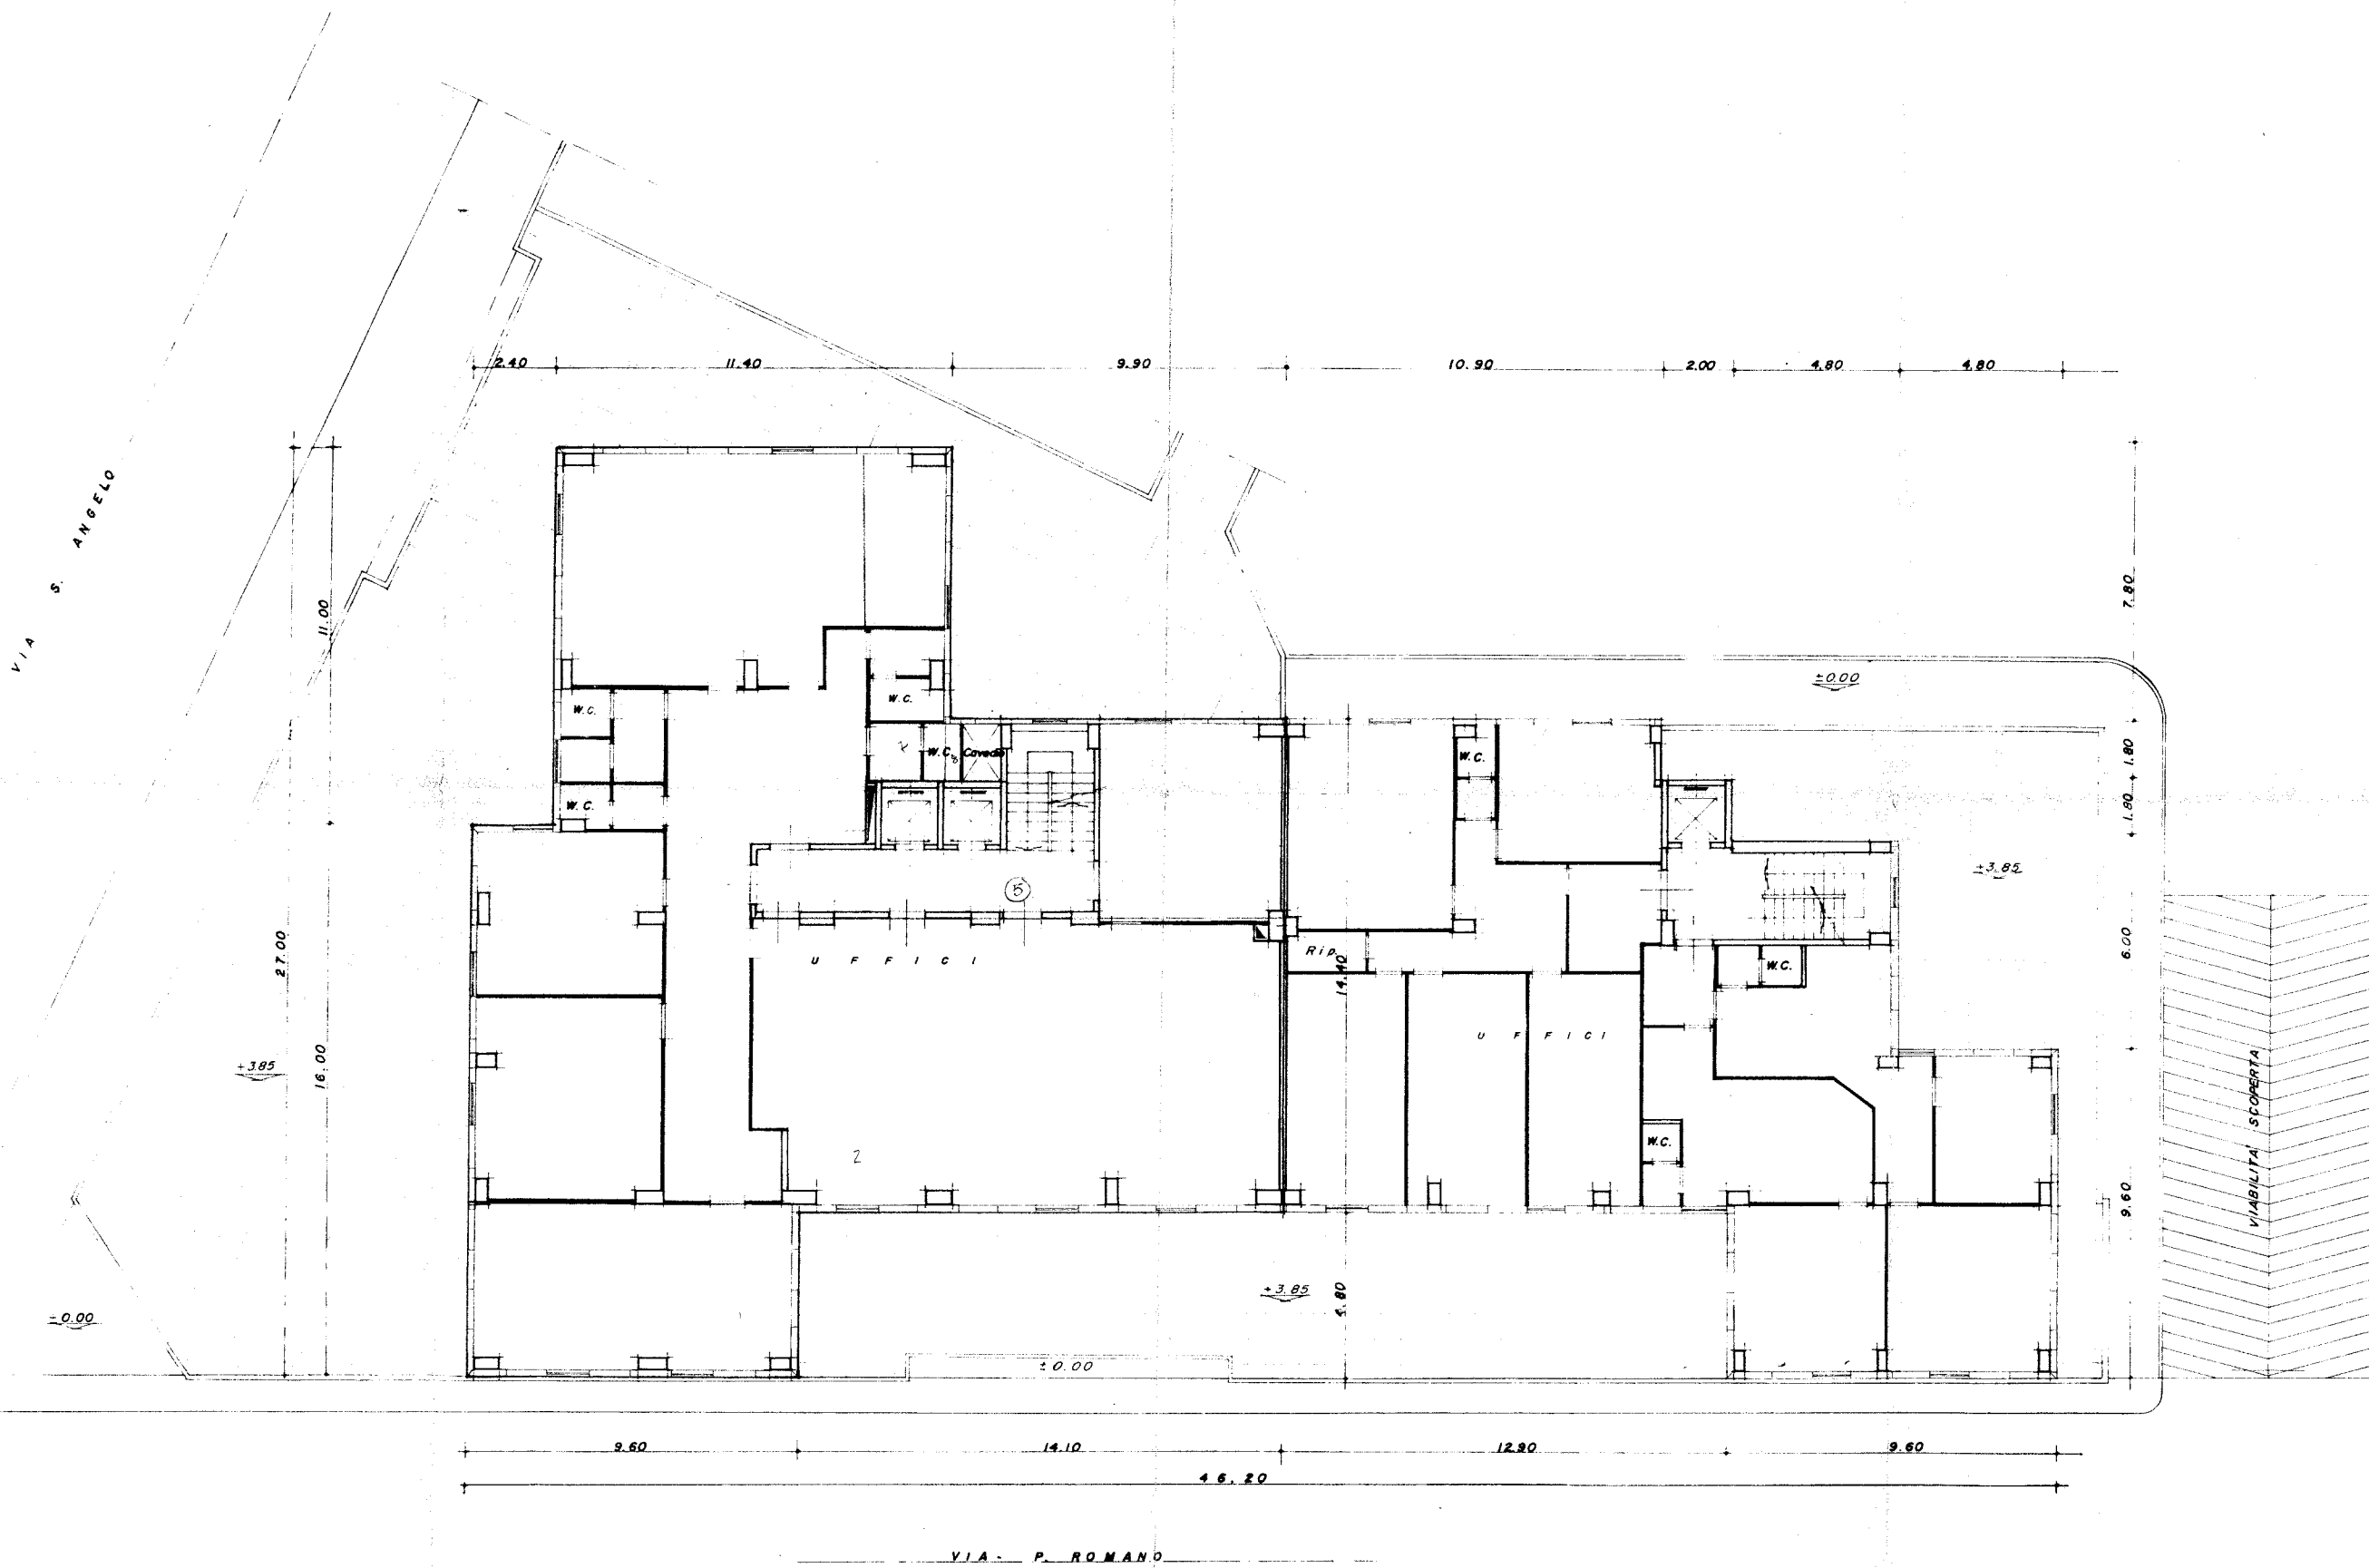 2.40 11.40 9.90 10.90 2.00 4.80 4.80
VIA S. ANGELO
11.00
7.80
±0.00
W.C.
W.C.
W.C. Cavedio
W.C.
1.80
W.C.
1.80
+3.85
5
27.00
U F F I C I
Rip.
14.40
W.C.
6.00
U F F I C I
+3.85
16.00
VIABILITA' SCOPERTA
W.C.
2
9.60
+3.85
4.80
±0.00
±0.00
9.60 14.10 12.90 9.60
46.20
VIA - P. ROMANO